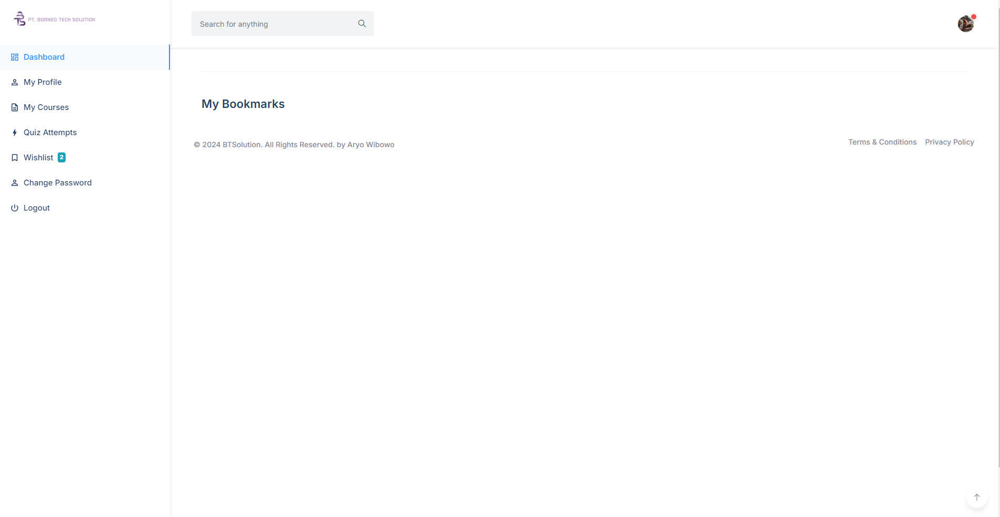 PT. BORNEO TECH SOLUTION
Search for anything
Dashboard
My Profile
My Courses
Quiz Attempts
Wishlist 2
Change Password
Logout
My Bookmarks
© 2024 BTSolution. All Rights Reserved. by Aryo Wibowo
Terms & Conditions Privacy Policy